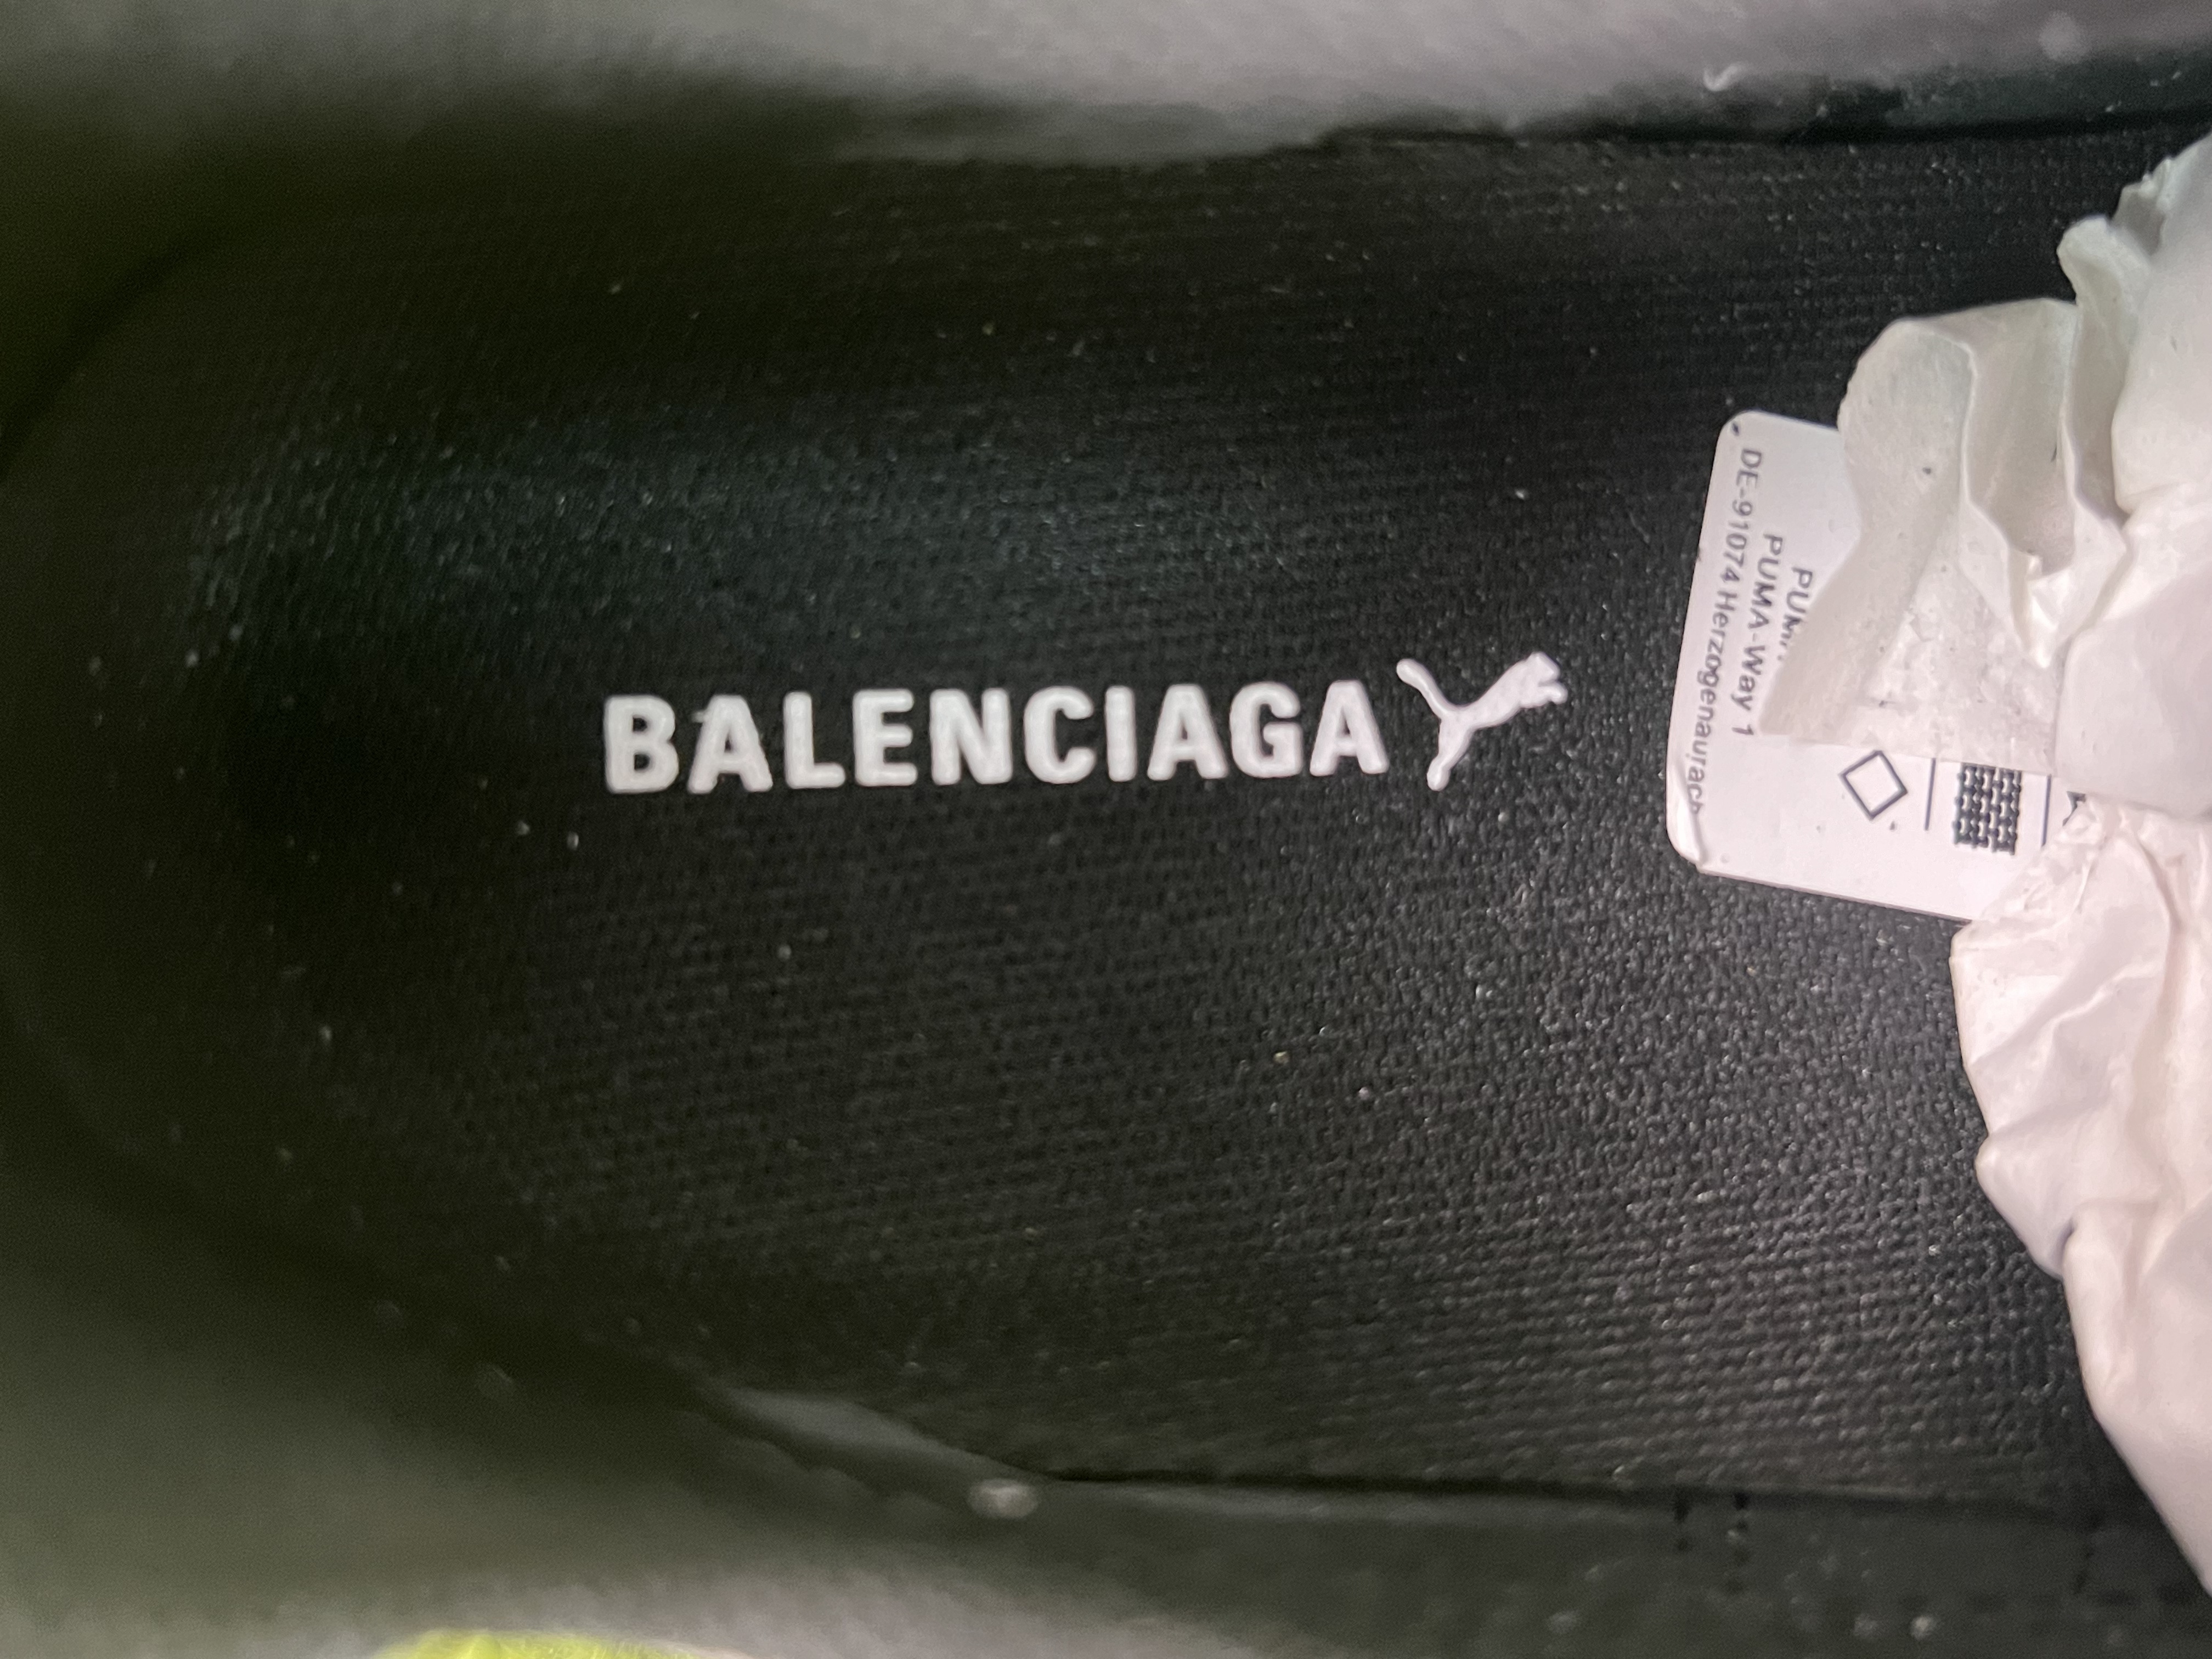 BALENCIAGA
PUMA-Way 1
DE-91074 Herzogenaurach